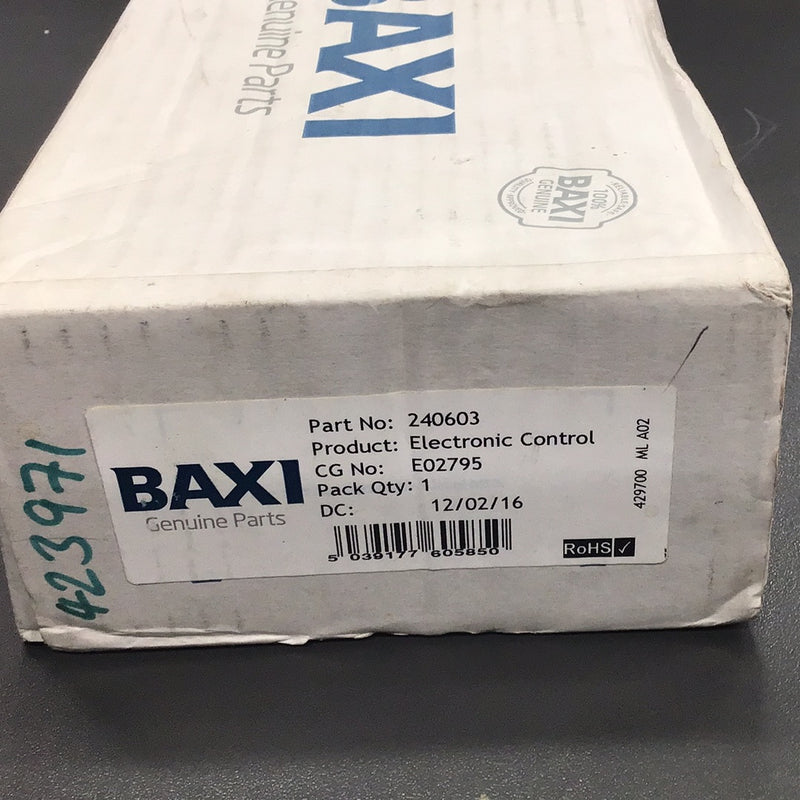 BAXI
Genuine Parts
100%
BAXI
GENUINE
Part No: 240603
Product: Electronic Control
CG No: E02795
Pack Qty: 1
DC: 12/02/16
BAXI
Genuine Parts
5 039177 605850
RoHS ✓
429700 ML A02
423971